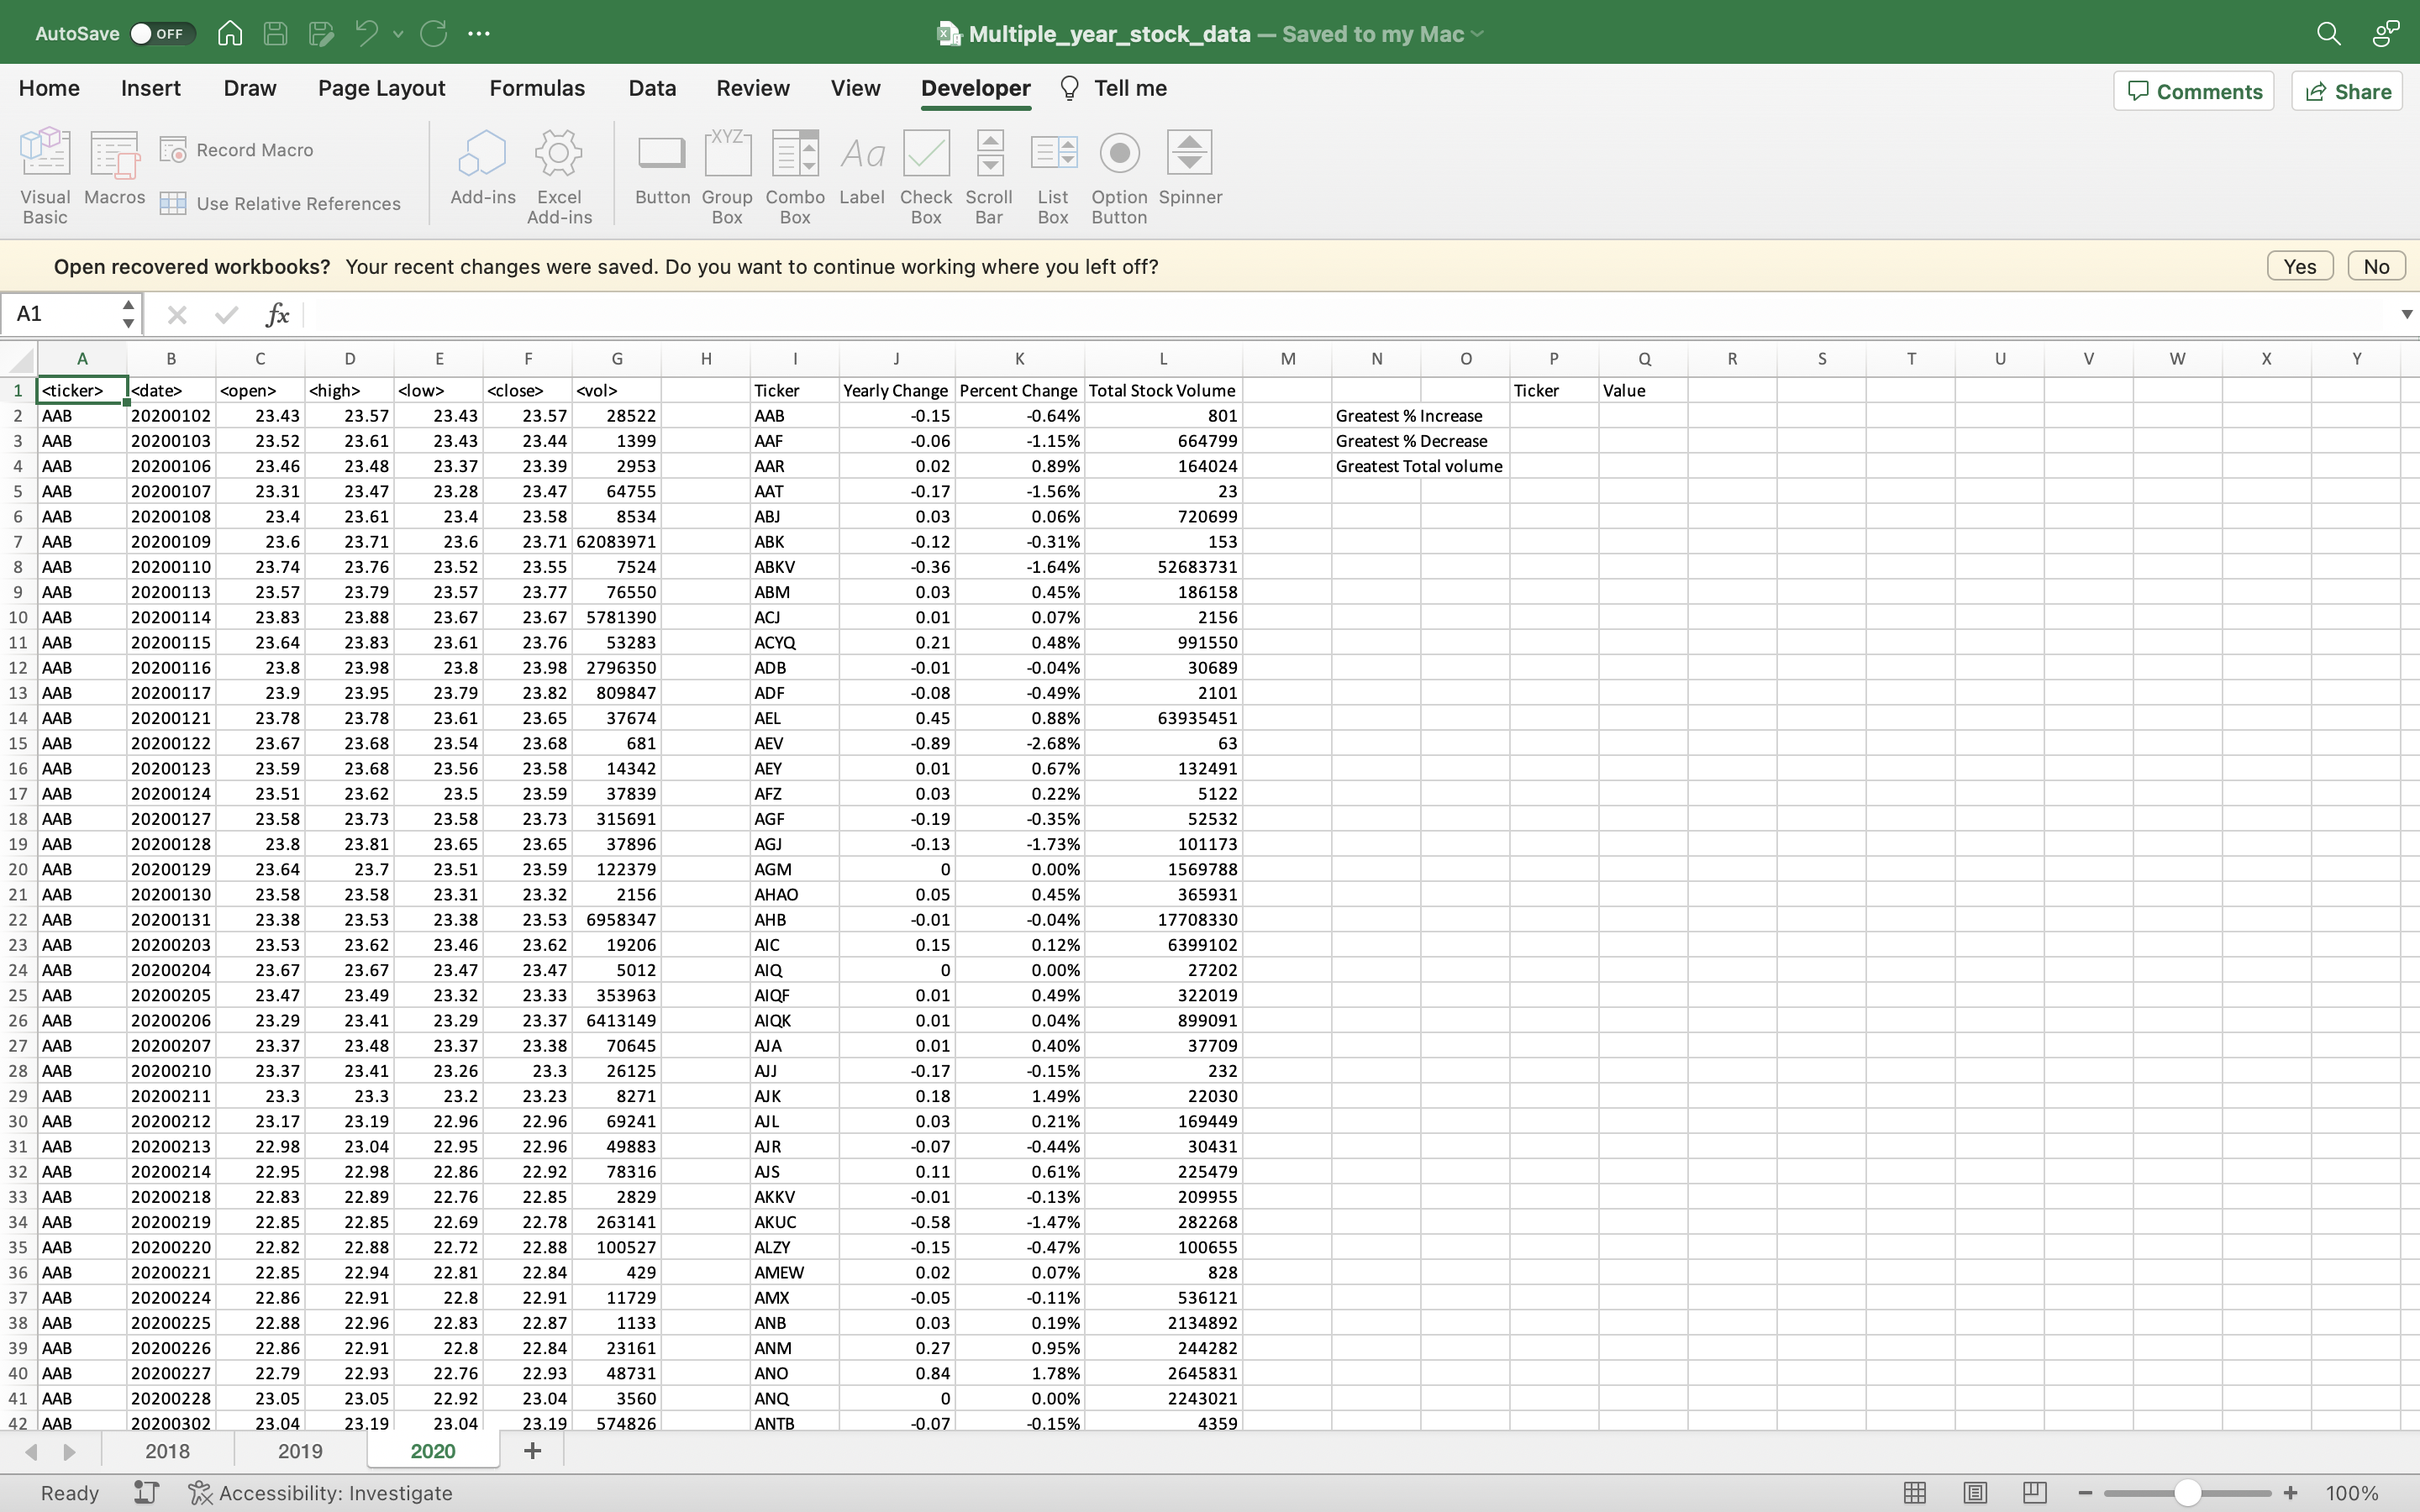 AutoSave OFF Multiple_year_stock_data — Saved to my Mac
Home Insert Draw Page Layout Formulas Data Review View Developer Tell me Comments Share
Visual Basic Macros Record Macro Use Relative References Add-ins Excel Add-ins Button Group Box Combo Box Label Check Box Scroll Bar List Box Option Button Spinner
Open recovered workbooks? Your recent changes were saved. Do you want to continue working where you left off? Yes No
A1 fx
A B C D E F G H I J K L M N O P Q R S T U V W X Y
1 <ticker> <date> <open> <high> <low> <close> <vol> Ticker Yearly Change Percent Change Total Stock Volume Ticker Value
2 AAB 20200102 23.43 23.57 23.43 23.57 28522 AAB -0.15 -0.64% 801 Greatest % Increase
3 AAB 20200103 23.52 23.61 23.43 23.44 1399 AAF -0.06 -1.15% 664799 Greatest % Decrease
4 AAB 20200106 23.46 23.48 23.37 23.39 2953 AAR 0.02 0.89% 164024 Greatest Total volume
5 AAB 20200107 23.31 23.47 23.28 23.47 64755 AAT -0.17 -1.56% 23
6 AAB 20200108 23.4 23.61 23.4 23.58 8534 ABJ 0.03 0.06% 720699
7 AAB 20200109 23.6 23.71 23.6 23.71 62083971 ABK -0.12 -0.31% 153
8 AAB 20200110 23.74 23.76 23.52 23.55 7524 ABKV -0.36 -1.64% 52683731
9 AAB 20200113 23.57 23.79 23.57 23.77 76550 ABM 0.03 0.45% 186158
10 AAB 20200114 23.83 23.88 23.67 23.67 5781390 ACJ 0.01 0.07% 2156
11 AAB 20200115 23.64 23.83 23.61 23.76 53283 ACYQ 0.21 0.48% 991550
12 AAB 20200116 23.8 23.98 23.8 23.98 2796350 ADB -0.01 -0.04% 30689
13 AAB 20200117 23.9 23.95 23.79 23.82 809847 ADF -0.08 -0.49% 2101
14 AAB 20200121 23.78 23.78 23.61 23.65 37674 AEL 0.45 0.88% 63935451
15 AAB 20200122 23.67 23.68 23.54 23.68 681 AEV -0.89 -2.68% 63
16 AAB 20200123 23.59 23.68 23.56 23.58 14342 AEY 0.01 0.67% 132491
17 AAB 20200124 23.51 23.62 23.5 23.59 37839 AFZ 0.03 0.22% 5122
18 AAB 20200127 23.58 23.73 23.58 23.73 315691 AGF -0.19 -0.35% 52532
19 AAB 20200128 23.8 23.81 23.65 23.65 37896 AGJ -0.13 -1.73% 101173
20 AAB 20200129 23.64 23.7 23.51 23.59 122379 AGM 0 0.00% 1569788
21 AAB 20200130 23.58 23.58 23.31 23.32 2156 AHAO 0.05 0.45% 365931
22 AAB 20200131 23.38 23.53 23.38 23.53 6958347 AHB -0.01 -0.04% 17708330
23 AAB 20200203 23.53 23.62 23.46 23.62 19206 AIC 0.15 0.12% 6399102
24 AAB 20200204 23.67 23.67 23.47 23.47 5012 AIQ 0 0.00% 27202
25 AAB 20200205 23.47 23.49 23.32 23.33 353963 AIQF 0.01 0.49% 322019
26 AAB 20200206 23.29 23.41 23.29 23.37 6413149 AIQK 0.01 0.04% 899091
27 AAB 20200207 23.37 23.48 23.37 23.38 70645 AJA 0.01 0.40% 37709
28 AAB 20200210 23.37 23.41 23.26 23.3 26125 AJJ -0.17 -0.15% 232
29 AAB 20200211 23.3 23.3 23.2 23.23 8271 AJK 0.18 1.49% 22030
30 AAB 20200212 23.17 23.19 22.96 22.96 69241 AJL 0.03 0.21% 169449
31 AAB 20200213 22.98 23.04 22.95 22.96 49883 AJR -0.07 -0.44% 30431
32 AAB 20200214 22.95 22.98 22.86 22.92 78316 AJS 0.11 0.61% 225479
33 AAB 20200218 22.83 22.89 22.76 22.85 2829 AKKV -0.01 -0.13% 209955
34 AAB 20200219 22.85 22.85 22.69 22.78 263141 AKUC -0.58 -1.47% 282268
35 AAB 20200220 22.82 22.88 22.72 22.88 100527 ALZY -0.15 -0.47% 100655
36 AAB 20200221 22.85 22.94 22.81 22.84 429 AMEW 0.02 0.07% 828
37 AAB 20200224 22.86 22.91 22.8 22.91 11729 AMX -0.05 -0.11% 536121
38 AAB 20200225 22.88 22.96 22.83 22.87 1133 ANB 0.03 0.19% 2134892
39 AAB 20200226 22.86 22.91 22.8 22.84 23161 ANM 0.27 0.95% 244282
40 AAB 20200227 22.79 22.93 22.76 22.93 48731 ANO 0.84 1.78% 2645831
41 AAB 20200228 23.05 23.05 22.92 23.04 3560 ANQ 0 0.00% 2243021
42 AAB 20200302 23.04 23.19 23.04 23.19 574826 ANTB -0.07 -0.15% 4359
2018 2019 2020 +
Ready Accessibility: Investigate 100%